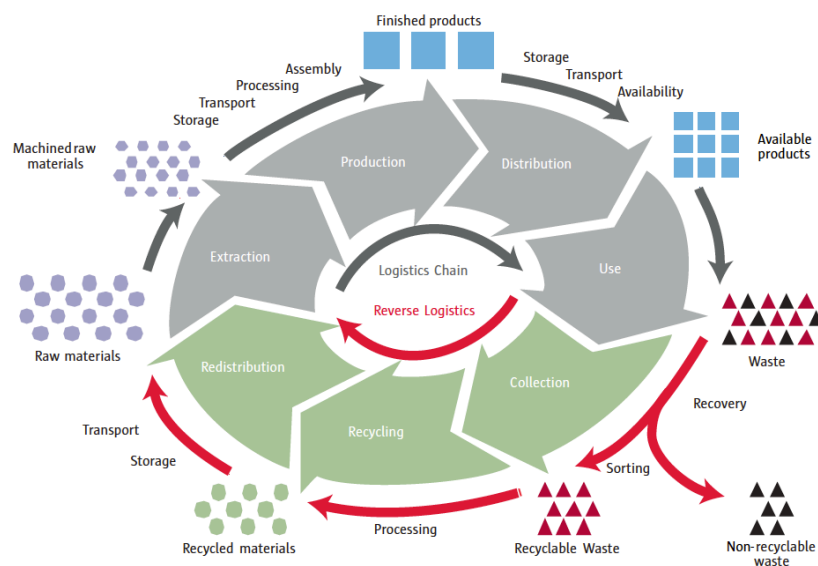 Finished products
Assembly
Processing
Transport
Storage
Storage
Transport
Availability
Machined raw
materials
Production
Distribution
Available
products
Extraction
Logistics Chain
Use
Reverse Logistics
Raw materials
Waste
Redistribution
Collection
Recycling
Recovery
Transport
Storage
Sorting
Processing
Recycled materials
Recyclable Waste
Non-recyclable
waste